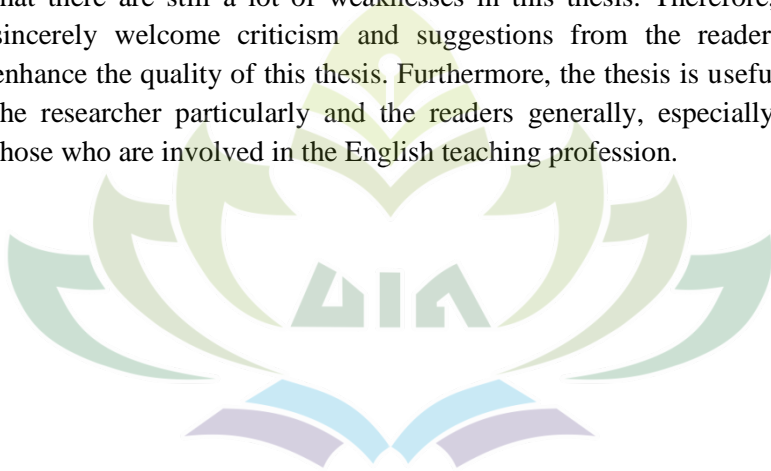 that there are still a lot of weaknesses in this thesis. Therefore,
sincerely welcome criticism and suggestions from the reader
enhance the quality of this thesis. Furthermore, the thesis is useful
the researcher particularly and the readers generally, especially
those who are involved in the English teaching profession.
UIN